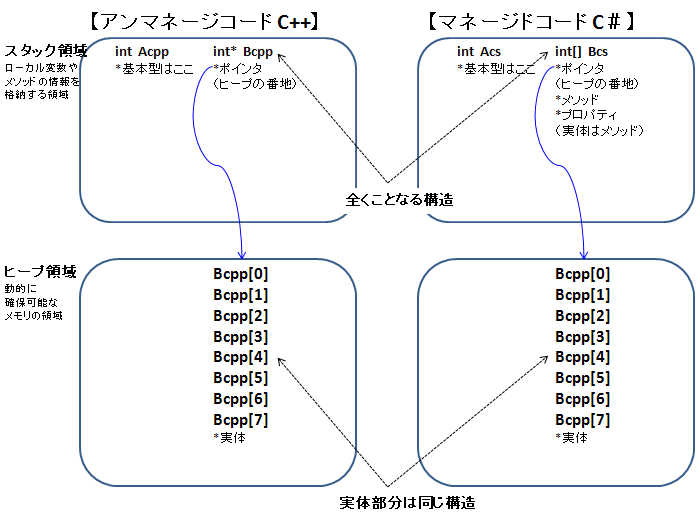 【アンマネージコード C++】
【マネージドコード C＃】
スタック領域
ローカル変数や
メソッドの情報を
格納する領域
int Acpp
*基本型はここ
int* Bcpp
*ポインタ
(ヒープの番地)
int Acs
*基本型はここ
int[] Bcs
*ポインタ
(ヒープの番地)
*メソッド
*プロパティ
(実体はメソッド)
全くことなる構造
ヒープ領域
動的に
確保可能な
メモリの領域
Bcpp[0]
Bcpp[1]
Bcpp[2]
Bcpp[3]
Bcpp[4]
Bcpp[5]
Bcpp[6]
Bcpp[7]
*実体
Bcpp[0]
Bcpp[1]
Bcpp[2]
Bcpp[3]
Bcpp[4]
Bcpp[5]
Bcpp[6]
Bcpp[7]
*実体
実体部分は同じ構造